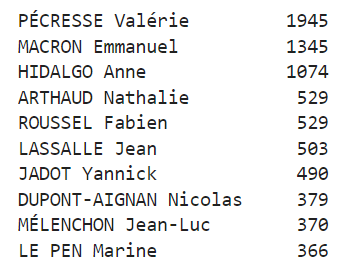 PÉCRESSE Valérie 1945
MACRON Emmanuel 1345
HIDALGO Anne 1074
ARTHAUD Nathalie 529
ROUSSEL Fabien 529
LASSALLE Jean 503
JADOT Yannick 490
DUPONT-AIGNAN Nicolas 379
MÉLENCHON Jean-Luc 370
LE PEN Marine 366